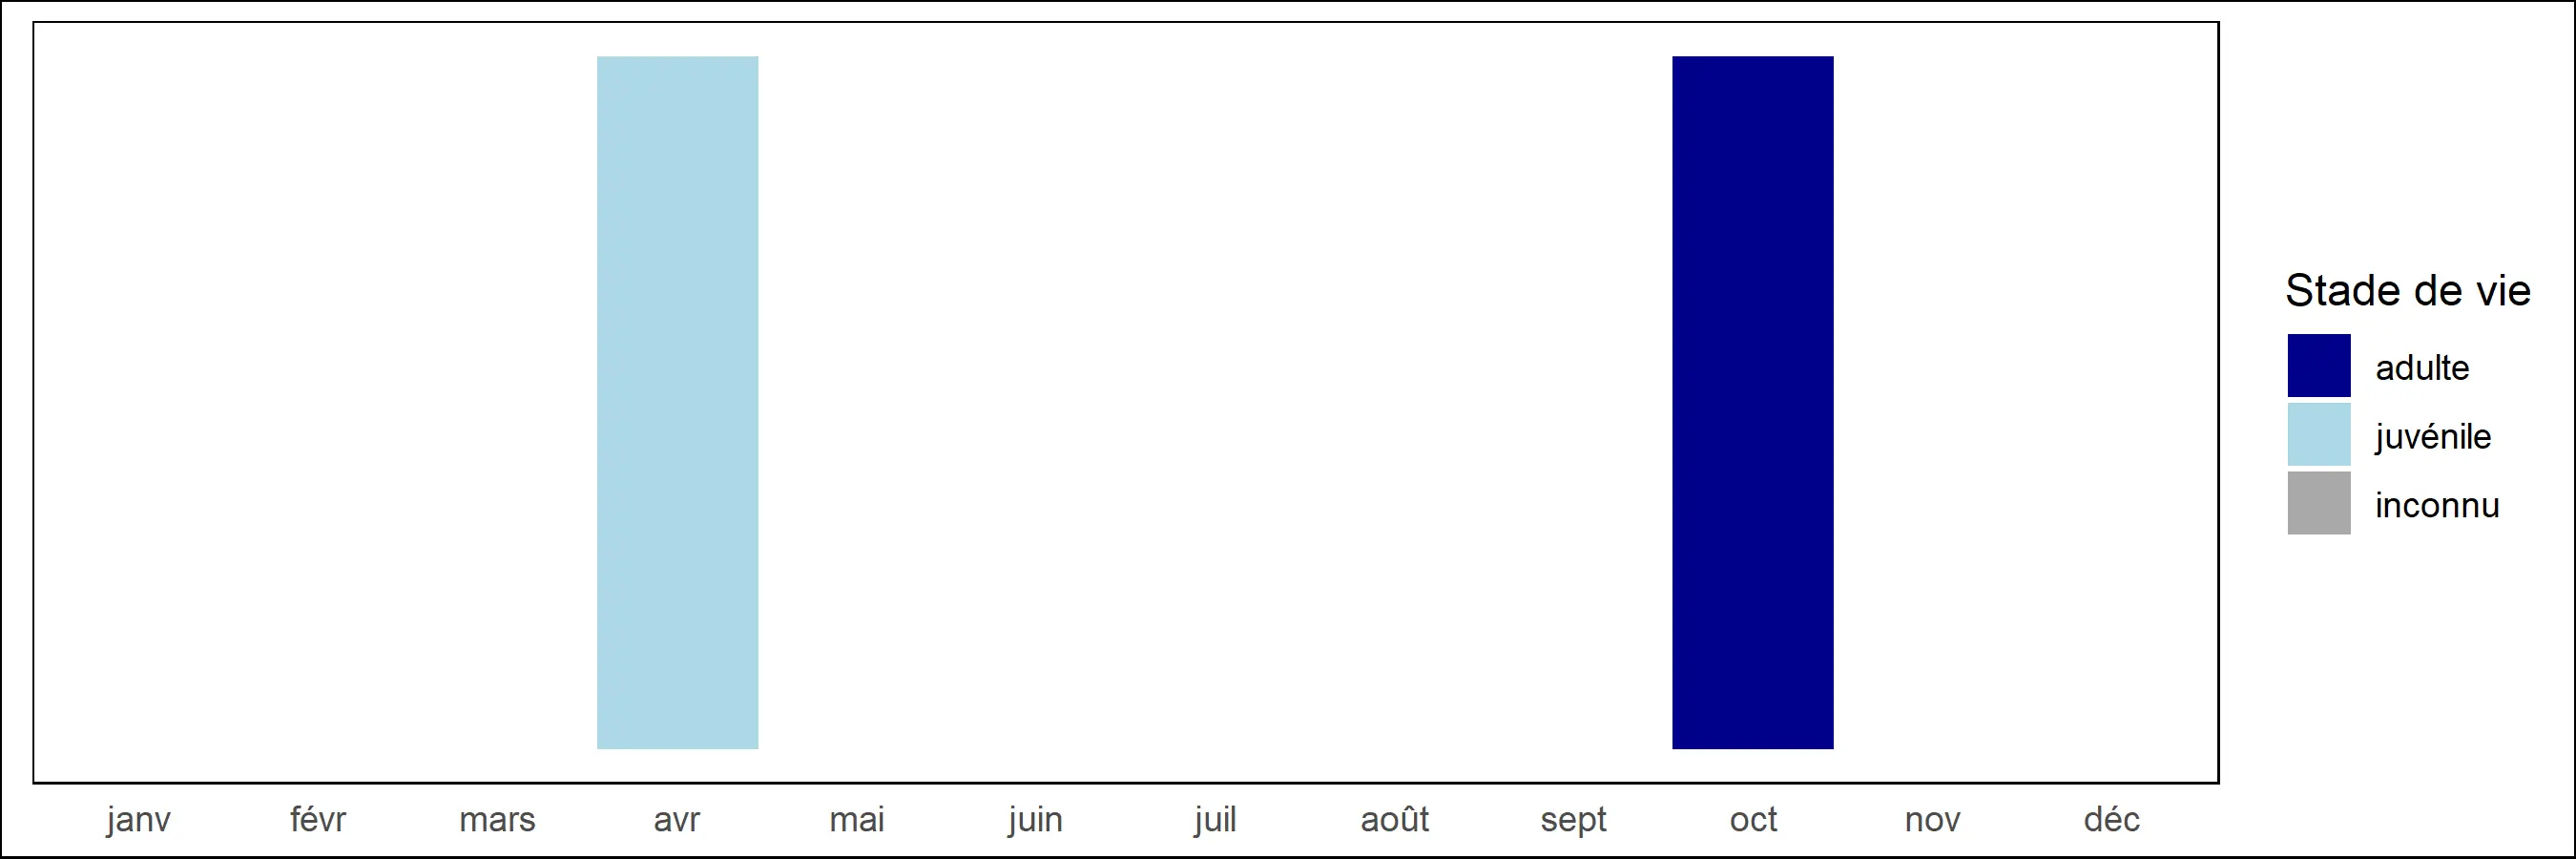 Stade de vie
adulte
juvénile
inconnu
janv févr mars avr mai juin juil août sept oct nov déc